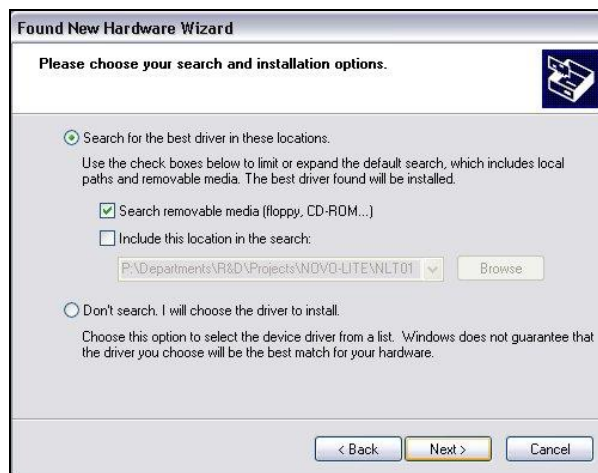 Found New Hardware Wizard
Please choose your search and installation options.
Search for the best driver in these locations.
Use the check boxes below to limit or expand the default search, which includes local
paths and removable media. The best driver found will be installed.
Search removable media (floppy, CD-ROM...)
Include this location in the search:
P:\Departments\R&D\Projects\NOVO-LITE\NLT01
Browse
Don't search. I will choose the driver to install.
Choose this option to select the device driver from a list. Windows does not guarantee that
the driver you choose will be the best match for your hardware.
< Back
Next >
Cancel